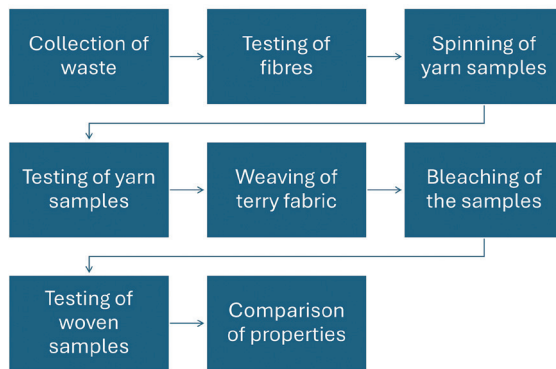 Collection of
waste
Testing of
fibres
Spinning of
yarn samples
Testing of yarn
samples
Weaving of
terry fabric
Bleaching of
the samples
Testing of
woven
samples
Comparison
of properties